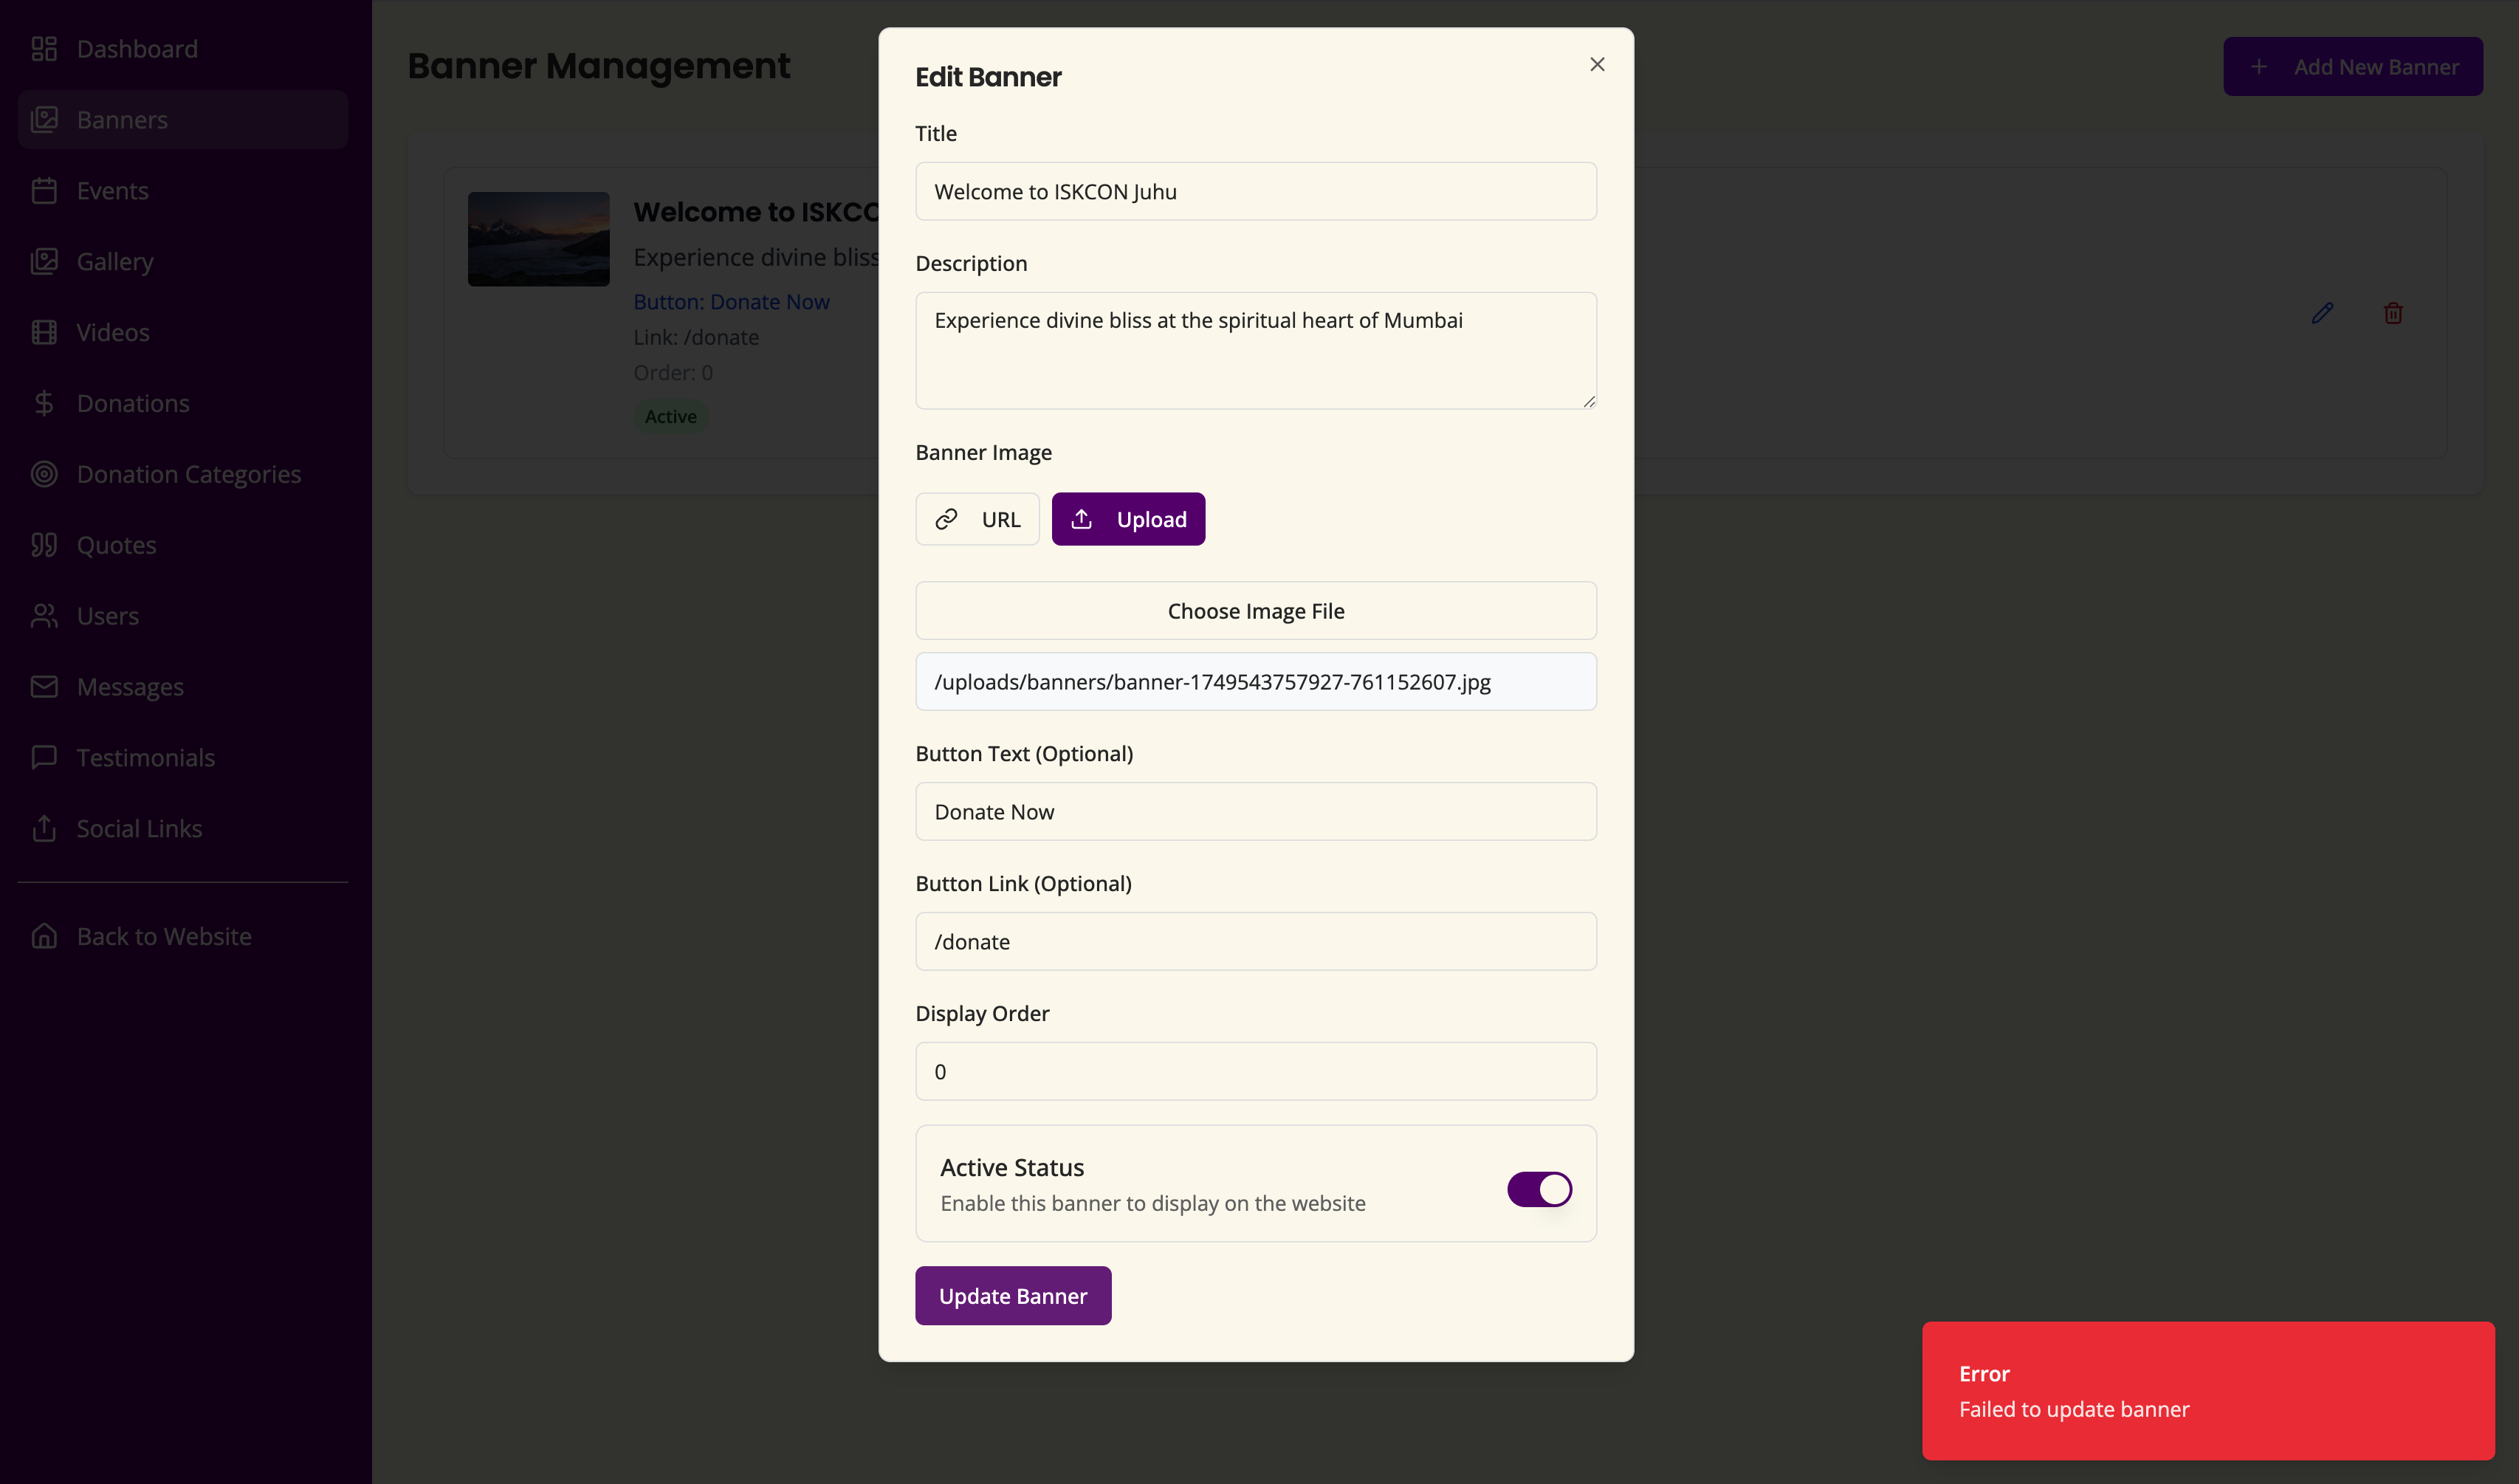 Dashboard
Banners
Events
Gallery
Videos
Donations
Donation Categories
Quotes
Users
Messages
Testimonials
Social Links
Back to Website
Banner Management
Add New Banner
Welcome to ISKC
Experience divine bliss
Button: Donate Now
Link: /donate
Order: 0
Active
Edit Banner
Title
Welcome to ISKCON Juhu
Description
Experience divine bliss at the spiritual heart of Mumbai
Banner Image
URL
Upload
Choose Image File
/uploads/banners/banner-1749543757927-761152607.jpg
Button Text (Optional)
Donate Now
Button Link (Optional)
/donate
Display Order
0
Active Status
Enable this banner to display on the website
Update Banner
Error
Failed to update banner